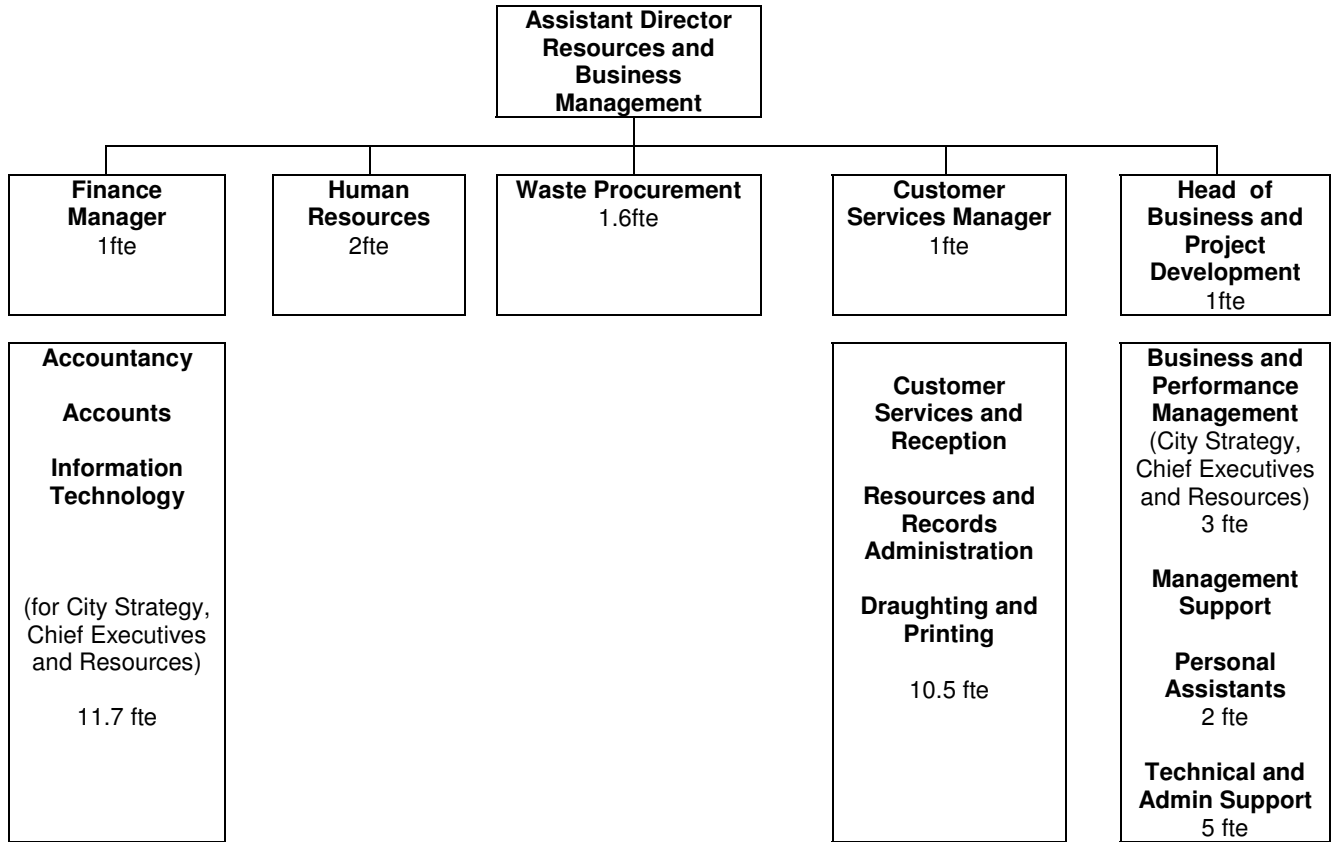 Assistant Director
Resources and
Business
Management
Finance
Manager
1fte
Human
Resources
2fte
Waste Procurement
1.6fte
Customer
Services Manager
1fte
Head of
Business and
Project
Development
1fte
Accountancy
Accounts
Information
Technology
(for City Strategy,
Chief Executives
and Resources)
11.7 fte
Customer
Services and
Reception
Resources and
Records
Administration
Draughting and
Printing
10.5 fte
Business and
Performance
Management
(City Strategy,
Chief Executives
and Resources)
3 fte
Management
Support
Personal
Assistants
2 fte
Technical and
Admin Support
5 fte